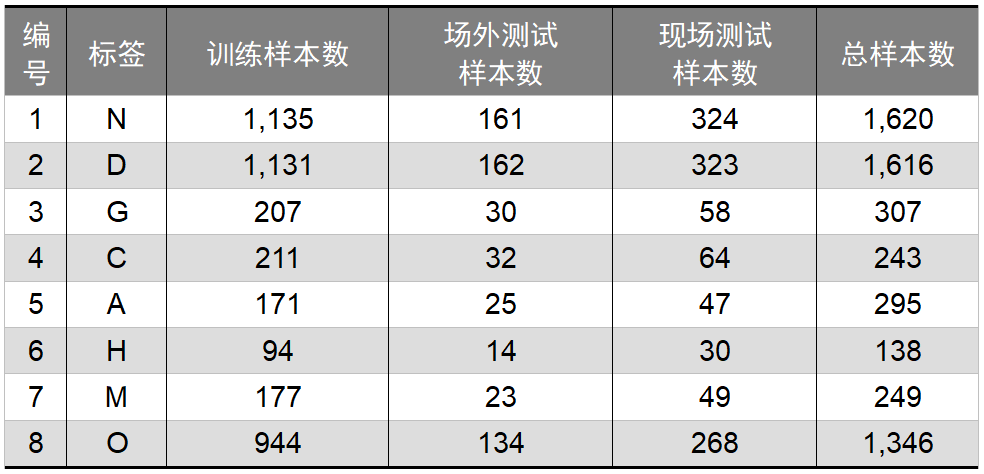 编号 标签 训练样本数 场外测试样本数 现场测试样本数 总样本数
1 N 1,135 161 324 1,620
2 D 1,131 162 323 1,616
3 G 207 30 58 307
4 C 211 32 64 243
5 A 171 25 47 295
6 H 94 14 30 138
7 M 177 23 49 249
8 O 944 134 268 1,346